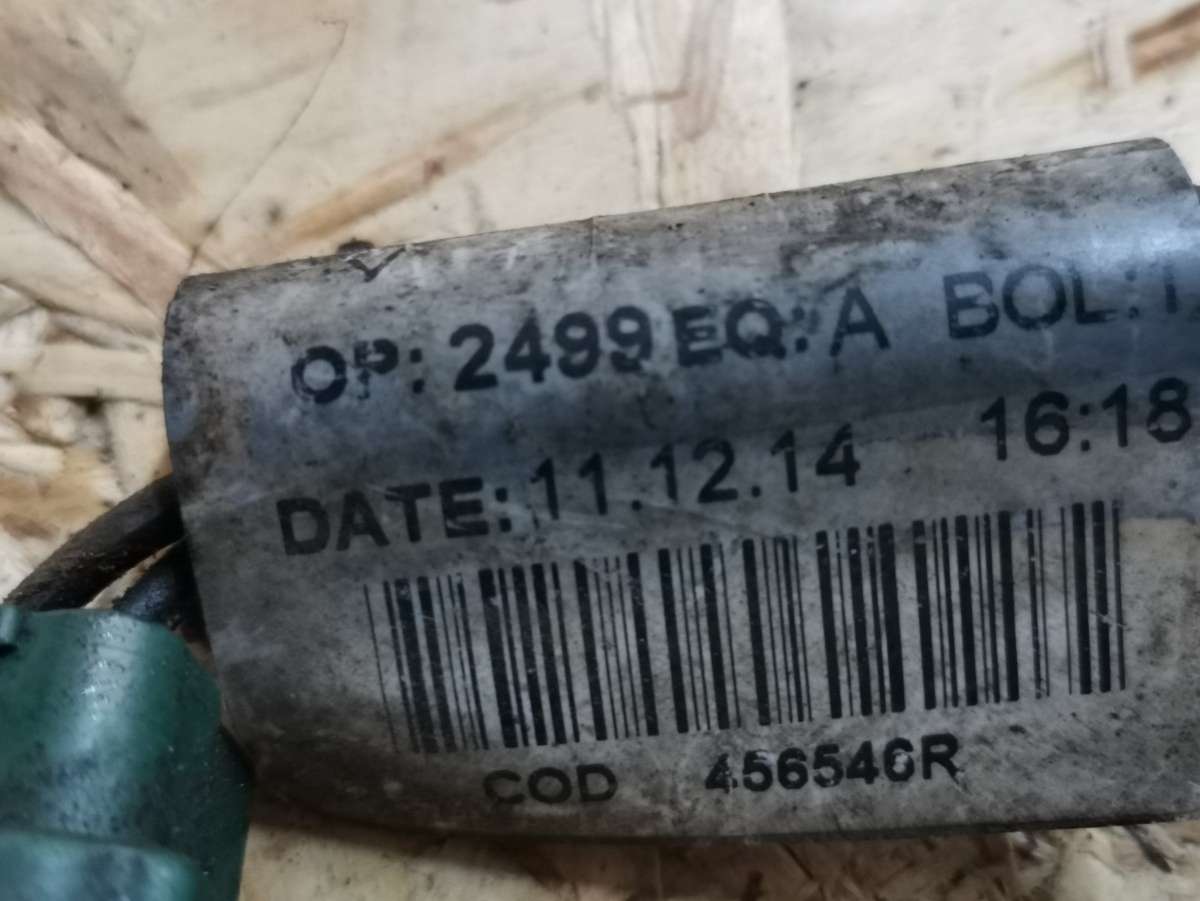 OP: 2499 EQ: A BOL:
DATE: 11.12.14 16:18
COD 456546R